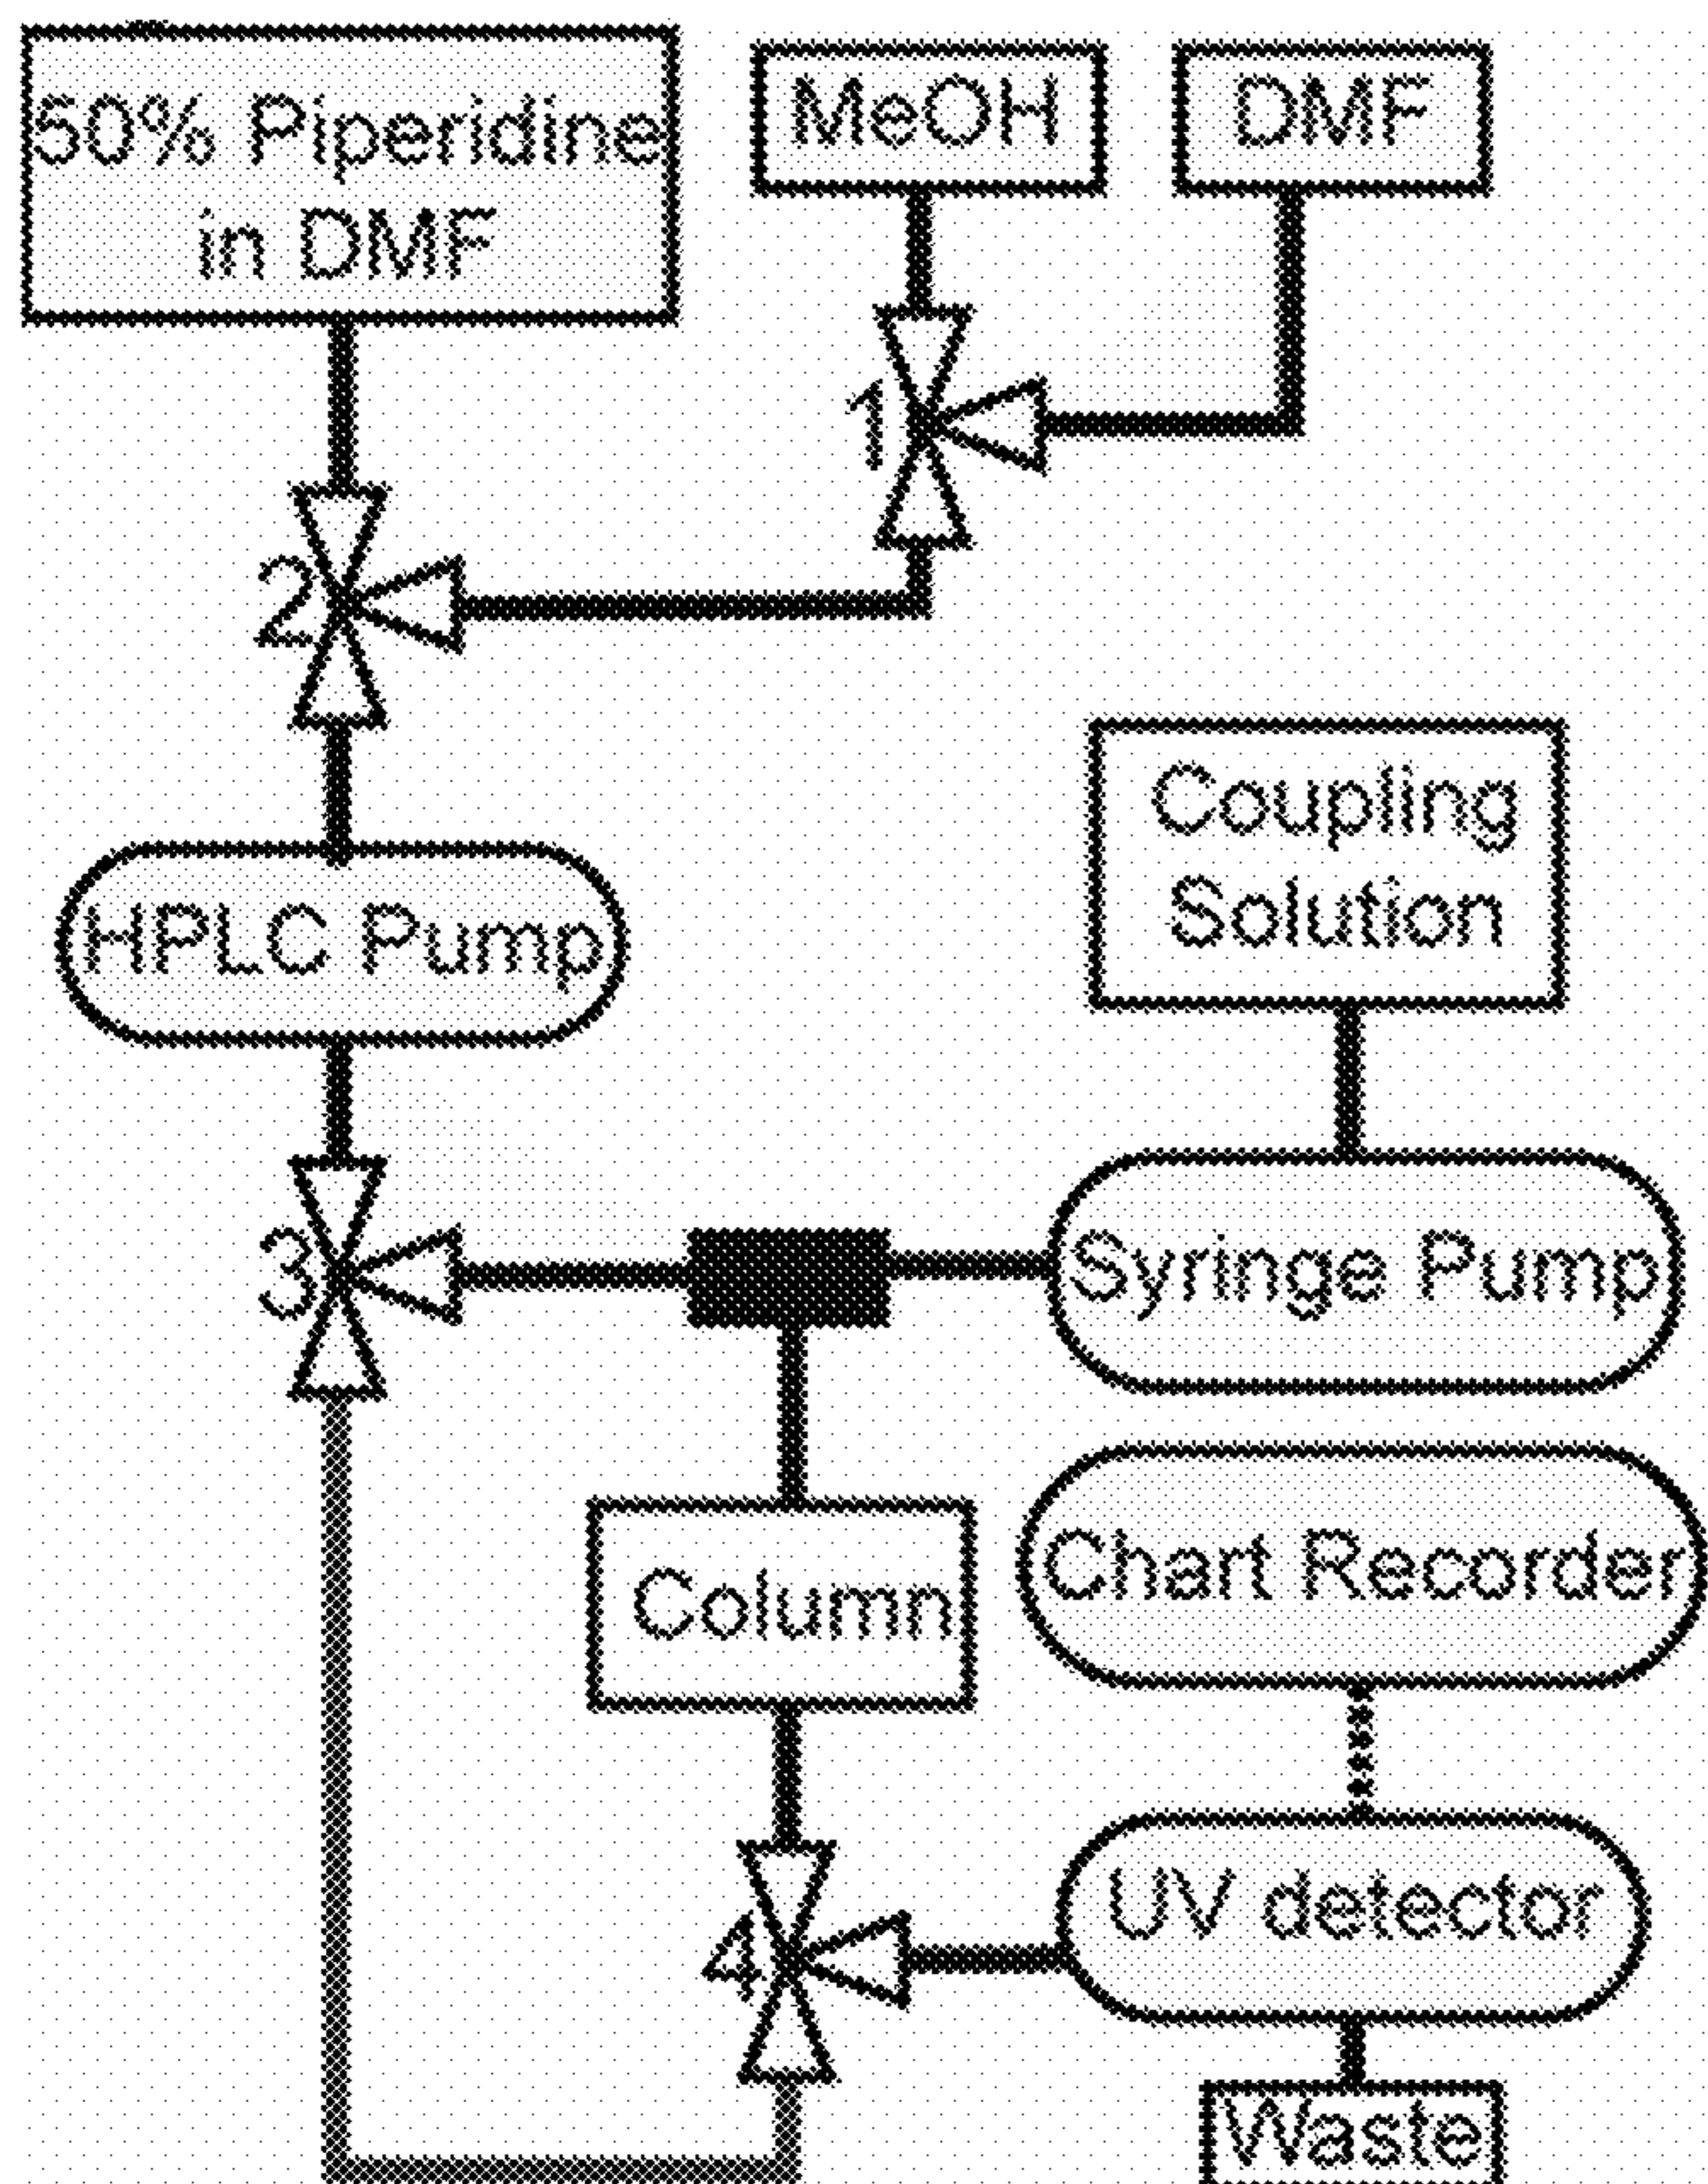 50% Piperidine
in DMF
MeOH
DMF
1
2
HPLC Pump
Coupling
Solution
3
Syringe Pump
Column
Chart Recorder
4
UV detector
Waste